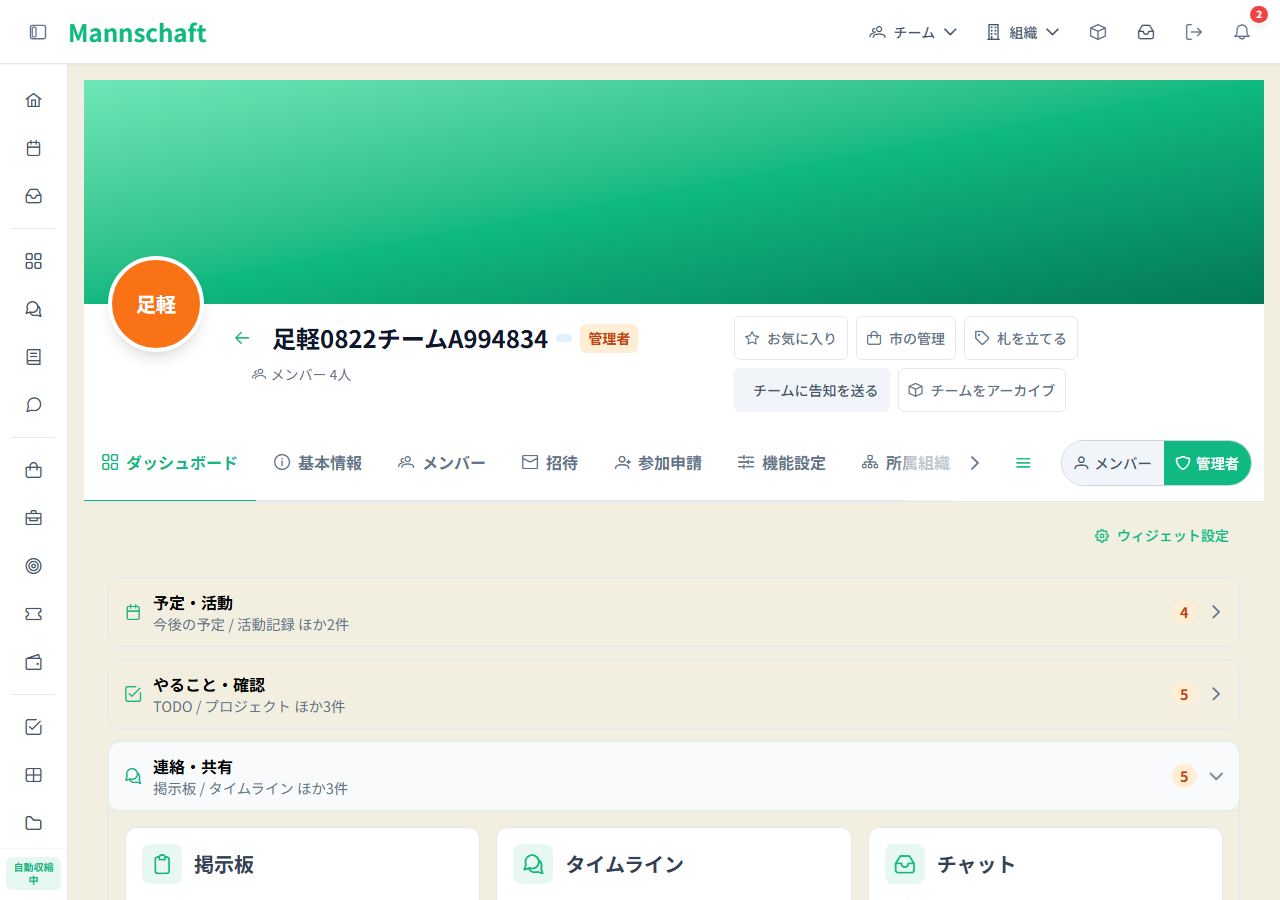 Mannschaft
チーム
組織
2
足軽
足軽0822チームA994834
管理者
メンバー 4人
お気に入り
市の管理
札を立てる
チームに告知を送る
チームをアーカイブ
ダッシュボード
基本情報
メンバー
招待
参加申請
機能設定
所属組織
メンバー
管理者
ウィジェット設定
予定・活動
今後の予定 / 活動記録 ほか2件
4
やること・確認
TODO / プロジェクト ほか3件
5
連絡・共有
掲示板 / タイムライン ほか3件
5
掲示板
タイムライン
チャット
自動収縮
中